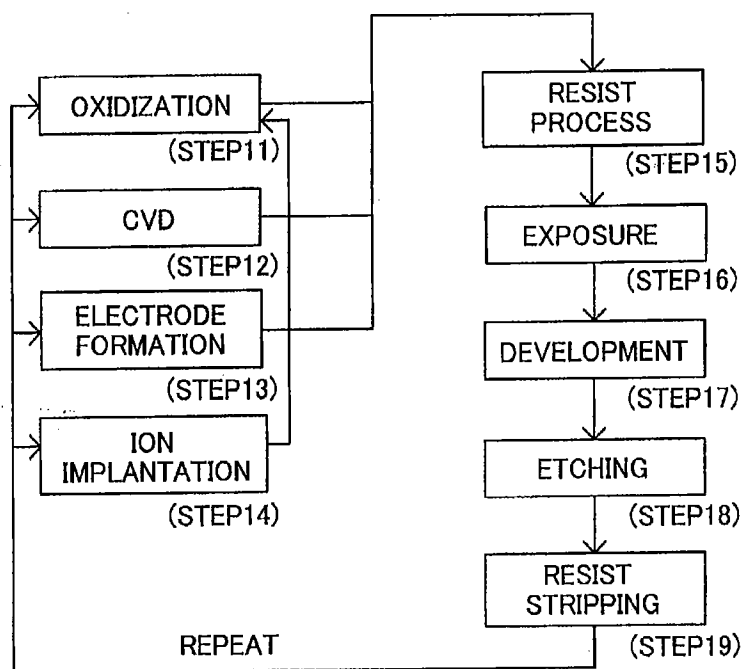 OXIDIZATION
(STEP11)
CVD
(STEP12)
ELECTRODE
FORMATION
(STEP13)
ION
IMPLANTATION
(STEP14)
RESIST
PROCESS
(STEP15)
EXPOSURE
(STEP16)
DEVELOPMENT
(STEP17)
ETCHING
(STEP18)
RESIST
STRIPPING
(STEP19)
REPEAT